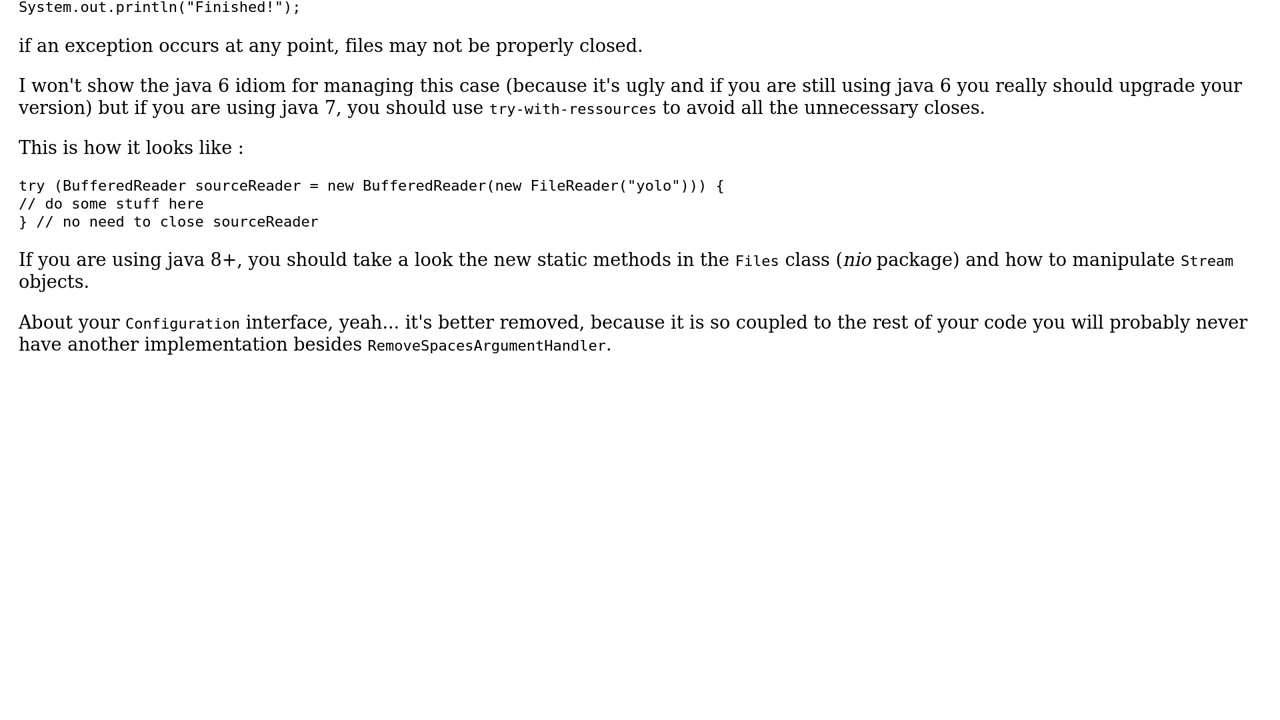 System.out.println("Finished!");
if an exception occurs at any point, files may not be properly closed.
I won't show the java 6 idiom for managing this case (because it's ugly and if you are still using java 6 you really should upgrade your
version) but if you are using java 7, you should use try-with-ressources to avoid all the unnecessary closes.
This is how it looks like :
try (BufferedReader sourceReader = new BufferedReader(new FileReader("yolo"))) {
// do some stuff here
} // no need to close sourceReader
If you are using java 8+, you should take a look the new static methods in the Files class (nio package) and how to manipulate Stream
objects.
About your Configuration interface, yeah... it's better removed, because it is so coupled to the rest of your code you will probably never
have another implementation besides RemoveSpacesArgumentHandler.